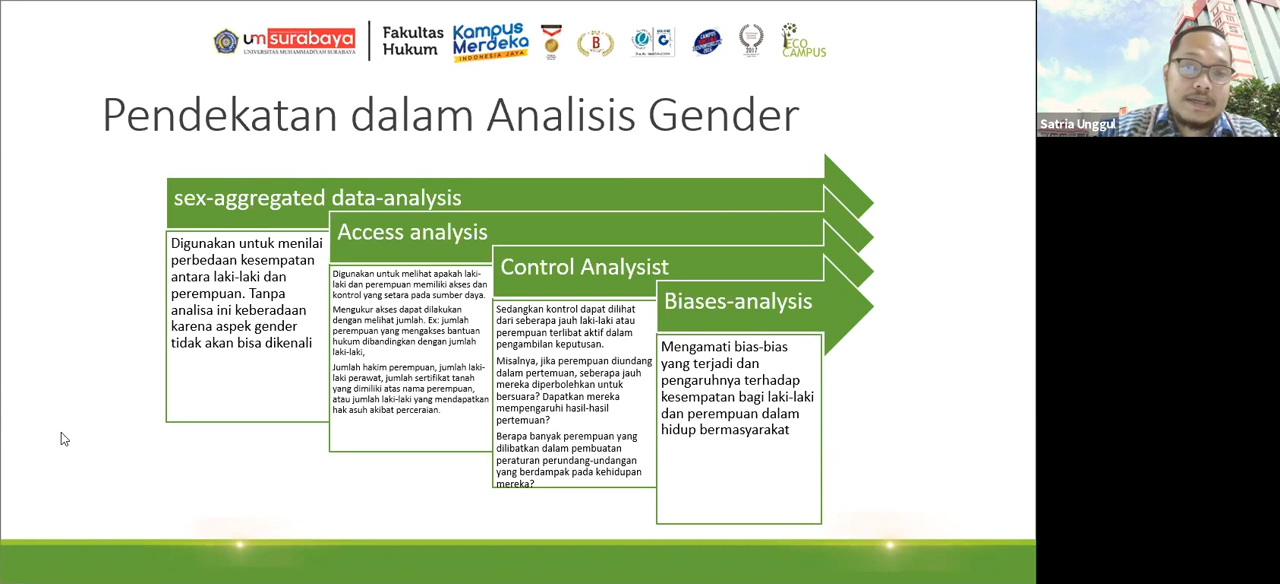 um surabaya
UNIVERSITAS MUHAMMADIYAH SURABAYA
Fakultas
Hukum
Kampus
Merdeka
INDONESIA JAYA
B
2017
ECO
CAMPUS
Satria Unggul
Pendekatan dalam Analisis Gender
sex-aggregated data-analysis
Digunakan untuk menilai
perbedaan kesempatan
antara laki-laki dan
perempuan. Tanpa
analisa ini keberadaan
karena aspek gender
tidak akan bisa dikenali
Access analysis
Digunakan untuk melihat apakah laki-
laki dan perempuan memiliki akses dan
kontrol yang setara pada sumber daya.
Mengukur akses dapat dilakukan
dengan melihat jumlah. Ex: jumlah
perempuan yang mengakses bantuan
hukum dibandingkan dengan jumlah
laki-laki,
Jumlah hakim perempuan, jumlah laki-
laki perawat, jumlah sertifikat tanah
yang dimiliki atas nama perempuan,
atau jumlah laki-laki yang mendapatkan
hak asuh akibat perceraian.
Control Analysist
Sedangkan kontrol dapat dilihat
dari seberapa jauh laki-laki atau
perempuan terlibat aktif dalam
pengambilan keputusan.
Misalnya, jika perempuan diundang
dalam pertemuan, seberapa jauh
mereka diperbolehkan untuk
bersuara? Dapatkan mereka
mempengaruhi hasil-hasil
pertemuan?
Berapa banyak perempuan yang
dilibatkan dalam pembuatan
peraturan perundang-undangan
yang berdampak pada kehidupan
mereka?
Biases-analysis
Mengamati bias-bias
yang terjadi dan
pengaruhnya terhadap
kesempatan bagi laki-laki
dan perempuan dalam
hidup bermasyarakat